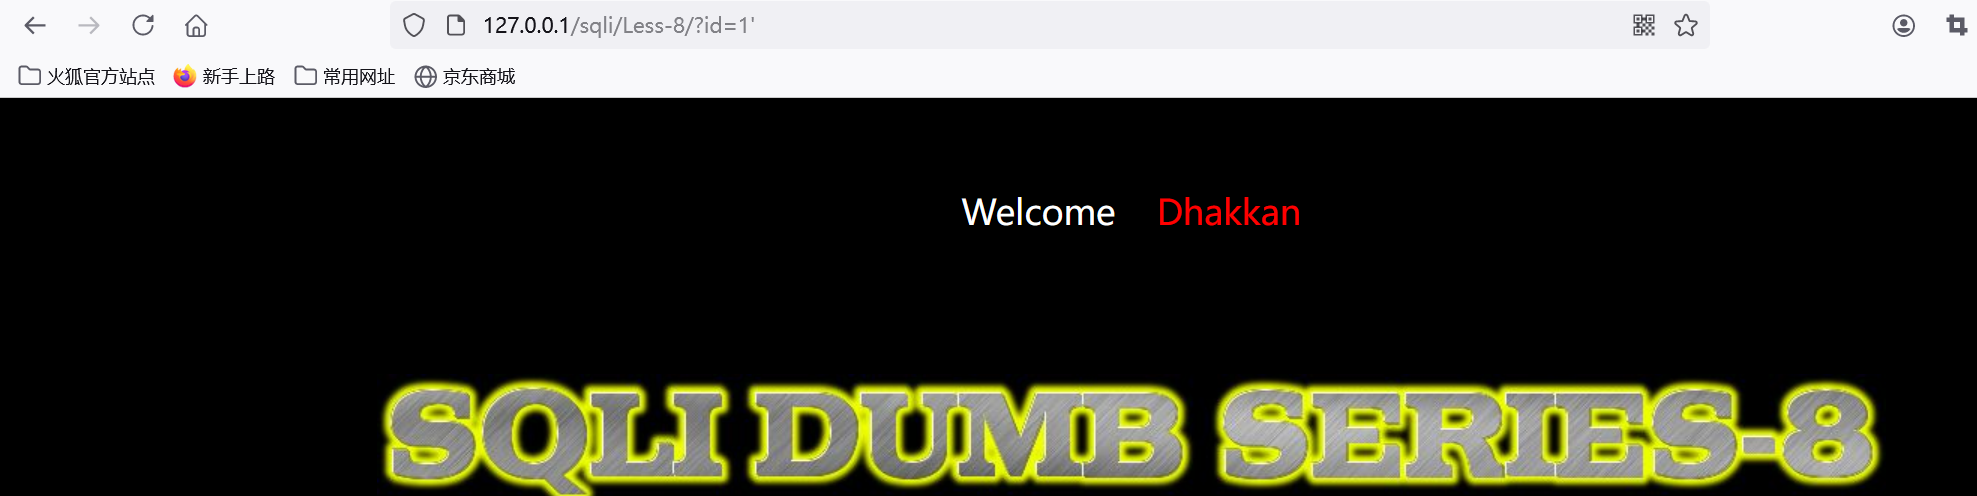 127.0.0.1/sqli/Less-8/?id=1'
火狐官方站点 新手上路 常用网址 京东商城
Welcome Dhakkan
SQLI DUMB SERIES-8